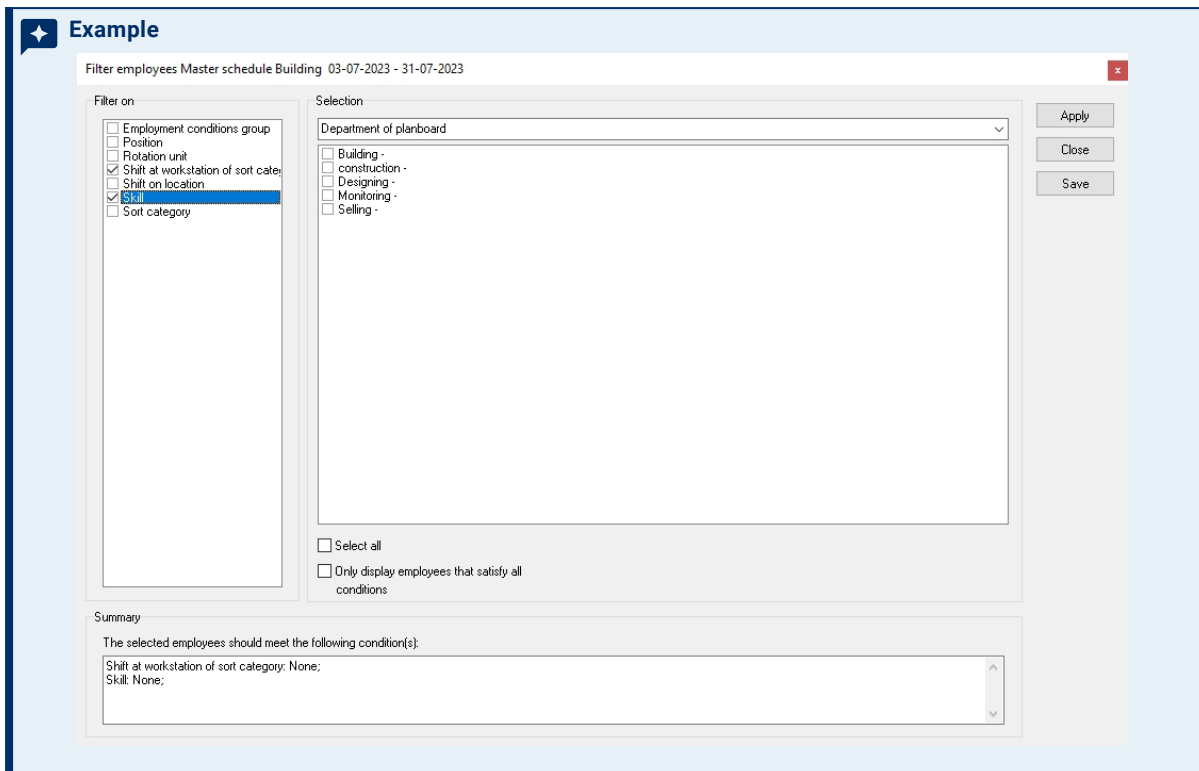 Example
Filter employees Master schedule Building 03-07-2023 - 31-07-2023
x
Filter on
Employment conditions group
Position
Rotation unit
Shift at workstation of sort cate
Shift on location
Skill
Sort category
Selection
Department of planboard
Building -
construction -
Designing -
Monitoring -
Selling -
Select all
Only display employees that satisfy all
conditions
Apply
Close
Save
Summary
The selected employees should meet the following condition(s):
Shift at workstation of sort category: None;
Skill: None;